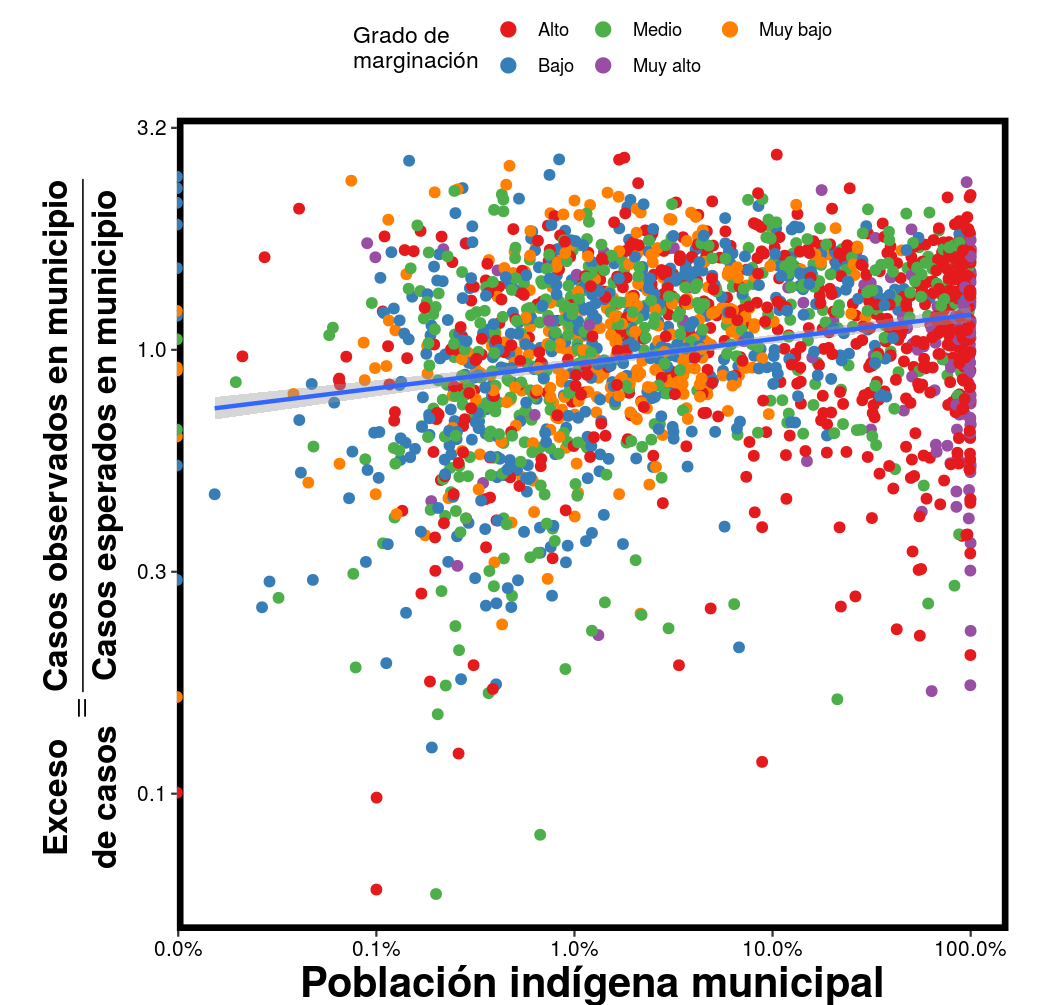 Grado de
marginación
Alto
Medio
Muy bajo
Bajo
Muy alto
3.2
1.0
0.3
0.1
Exceso
de casos
=
Casos observados en municipio
Casos esperados en municipio
0.0%
0.1%
1.0%
10.0%
100.0%
Población indígena municipal